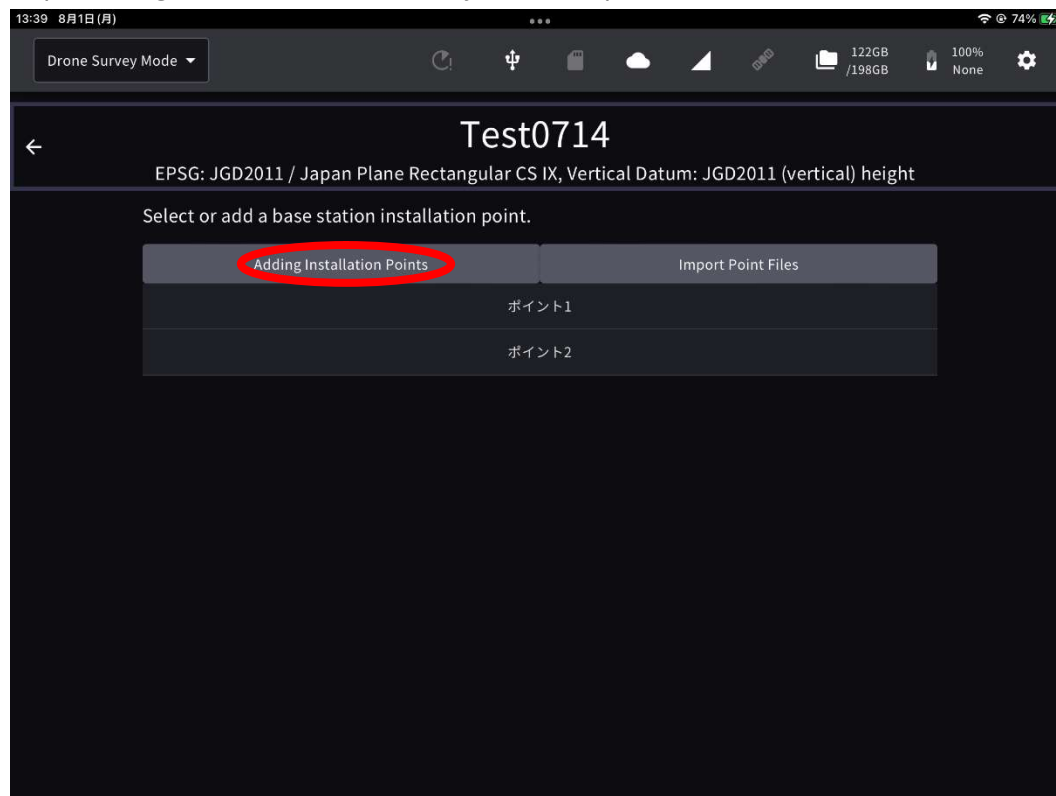 13:39 8月1日(月)
74%
Drone Survey Mode
122GB
/198GB
100%
None
Test0714
EPSG: JGD2011 / Japan Plane Rectangular CS IX, Vertical Datum: JGD2011 (vertical) height
Select or add a base station installation point.
Adding Installation Points
Import Point Files
ポイント1
ポイント2